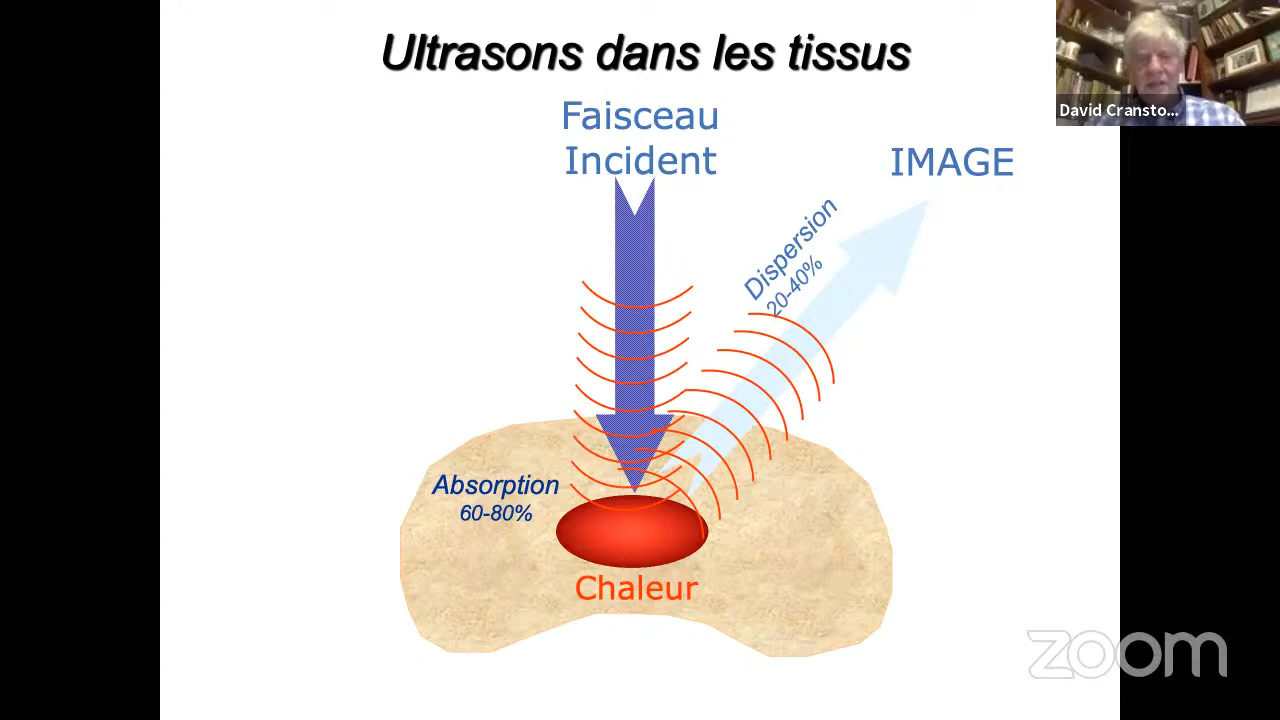 Ultrasons dans les tissus
David Cransto...
Faisceau
Incident
IMAGE
Dispersion
20-40%
Absorption
60-80%
Chaleur
zoom